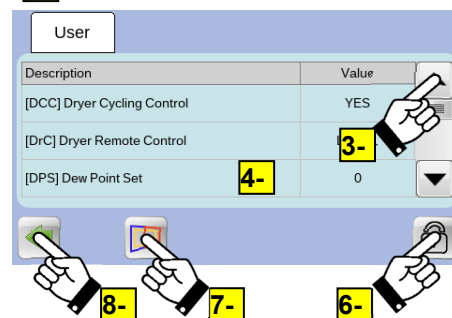 User
Description Value
[DCC] Dryer Cycling Control YES
[DrC] Dryer Remote Control
3-
[DPS] Dew Point Set 4- 0
8- 7- 6-